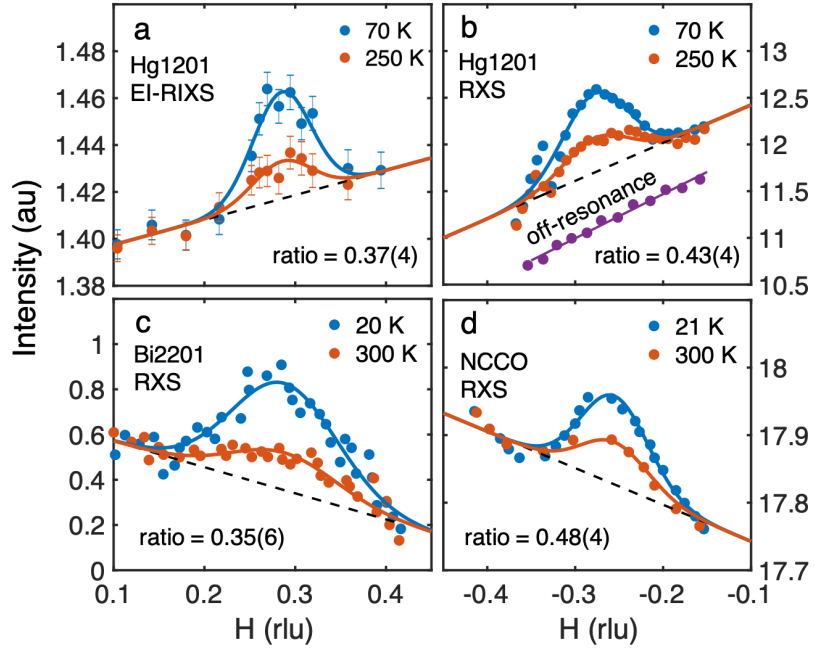 a
70 K
250 K
Hg1201
EI-RIXS
ratio = 0.37(4)
1.48
1.46
1.44
1.42
1.40
1.38
b
70 K
250 K
Hg1201
RXS
off-resonance
ratio = 0.43(4)
13
12.5
12
11.5
11
10.5
Intensity (au)
c
20 K
300 K
Bi2201
RXS
ratio = 0.35(6)
1
0.8
0.6
0.4
0.2
0
0.1
0.2
0.3
0.4
H (rlu)
d
21 K
300 K
NCCO
RXS
ratio = 0.48(4)
18
17.9
17.8
17.7
-0.4
-0.3
-0.2
-0.1
H (rlu)